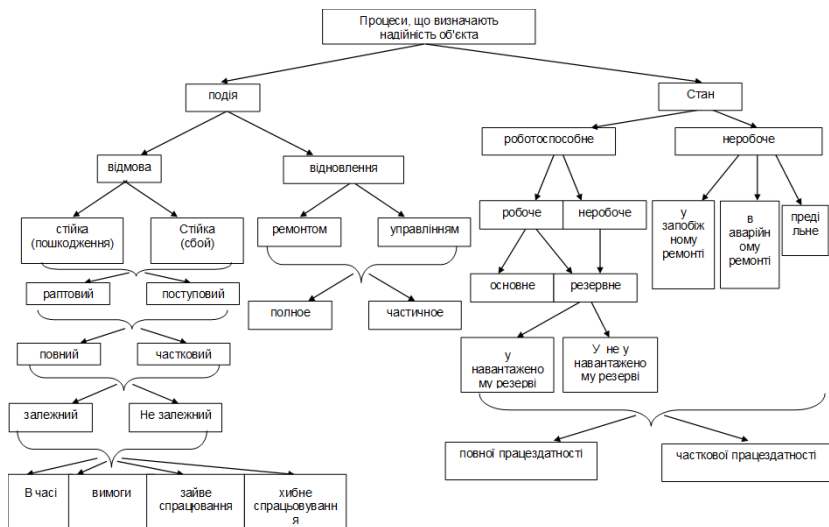 Процеси, що визначають
надійність об'єкта
подія
Стан
роботоспособне
неробоче
відмова
відновлення
стійка
(пошкодження)
Стійка
(сбой)
ремонтом
управлінням
робоче
неробоче
у
запобіж
ному
ремонті
в
аварійн
ому
ремонті
преді
льне
раптовий
поступовий
основне
резервне
полное
частичное
повний
частковий
у
навантажено
му резерві
У не у
навантажено
му резерві
залежний
Не залежний
повної працездатності
часткової працездатності
В часі
вимоги
зайве
спрацювання
хибне
спрацьовуванн
я